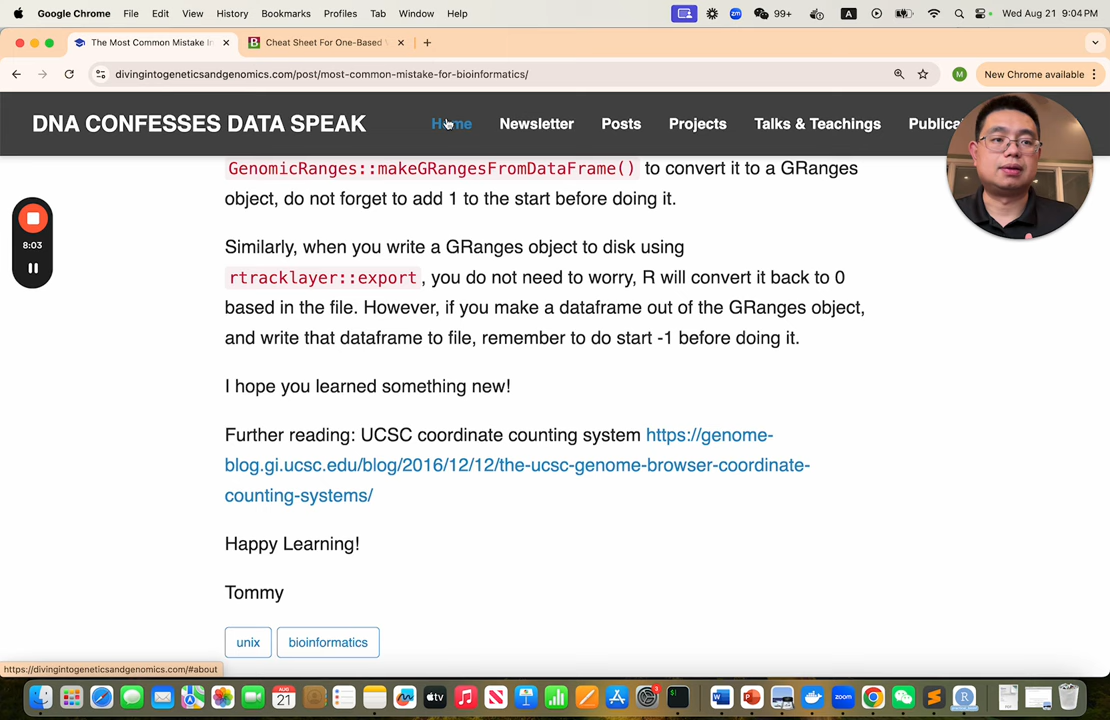 Google Chrome File Edit View History Bookmarks Profiles Tab Window Help 99+ A Wed Aug 21 9:04 PM
The Most Common Mistake In
Cheat Sheet For One-Based
divingintogeneticsandgenomics.com/post/most-common-mistake-for-bioinformatics/
M
New Chrome available
DNA CONFESSES DATA SPEAK Home Newsletter Posts Projects Talks & Teachings Publica
GenomicRanges::makeGRangesFromDataFrame() to convert it to a GRanges
object, do not forget to add 1 to the start before doing it.
8:03
Similarly, when you write a GRanges object to disk using
rtracklayer::export, you do not need to worry, R will convert it back to 0
based in the file. However, if you make a dataframe out of the GRanges object,
and write that dataframe to file, remember to do start -1 before doing it.
I hope you learned something new!
Further reading: UCSC coordinate counting system https://genome-
blog.gi.ucsc.edu/blog/2016/12/12/the-ucsc-genome-browser-coordinate-
counting-systems/
Happy Learning!
Tommy
unix bioinformatics
https://divingintogeneticsandgenomics.com/#about